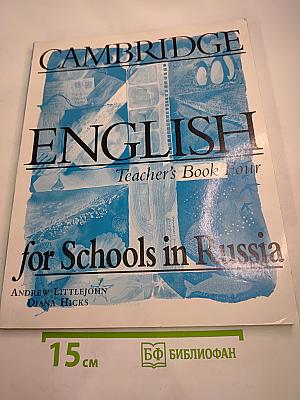 CAMBRIDGE
ENGLISH
Teacher's Book Four
for Schools in Russia
ANDREW LITTLEJOHN
DIANA HICKS
15 см
БФ БИБЛИОФАН